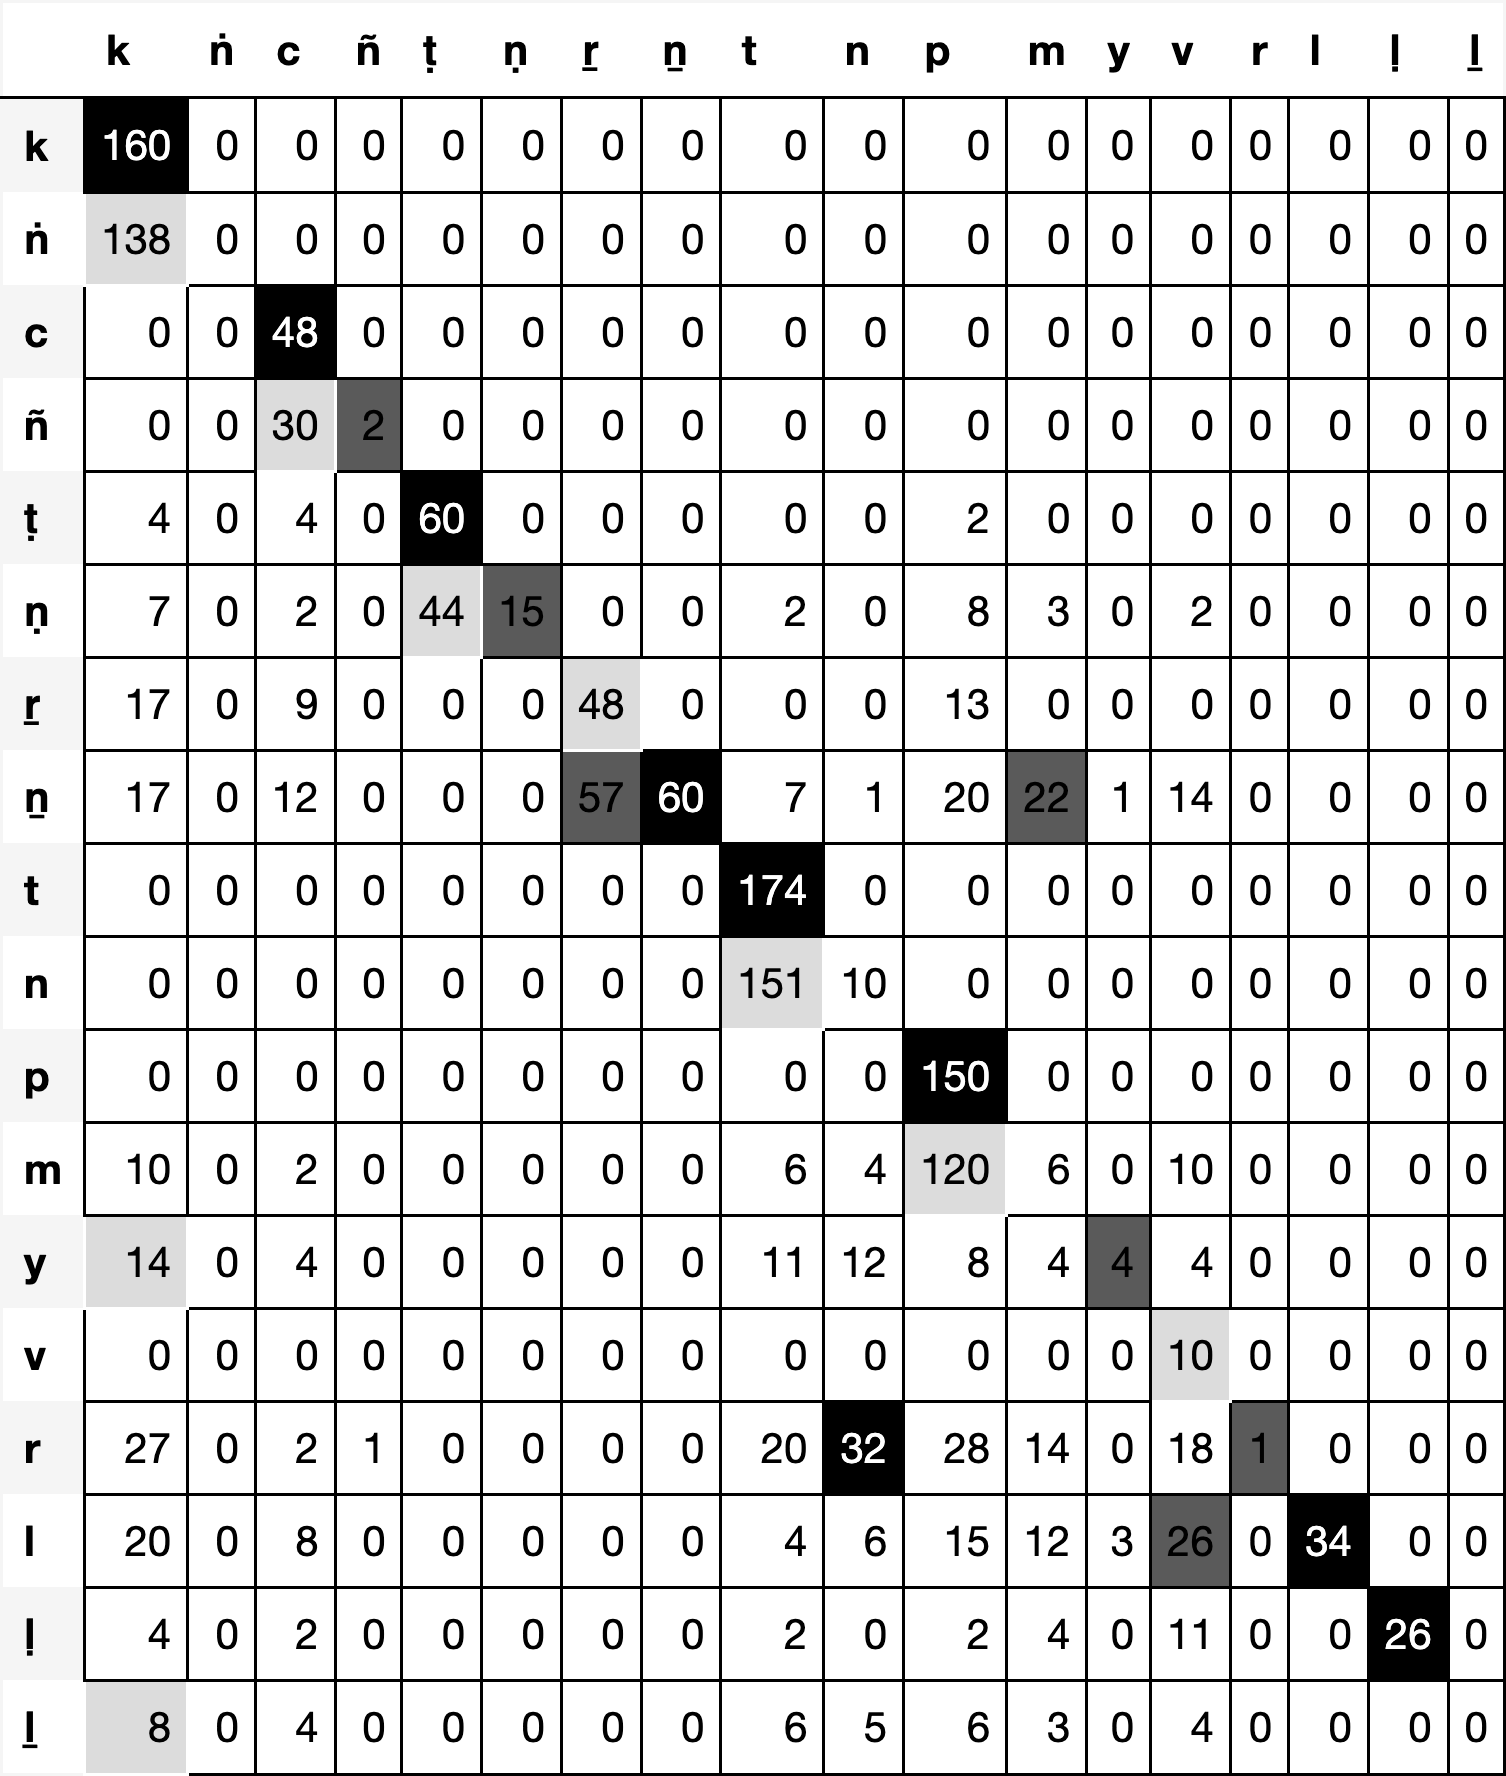 k ṅ c ñ ṭ ṇ ṟ ṉ t n p m y v r l ḷ ḻ
k 160 0 0 0 0 0 0 0 0 0 0 0 0 0 0 0 0 0
ṅ 138 0 0 0 0 0 0 0 0 0 0 0 0 0 0 0 0 0
c 0 0 48 0 0 0 0 0 0 0 0 0 0 0 0 0 0 0
ñ 0 0 30 2 0 0 0 0 0 0 0 0 0 0 0 0 0 0
ṭ 4 0 4 0 60 0 0 0 0 0 2 0 0 0 0 0 0 0
ṇ 7 0 2 0 44 15 0 0 2 0 8 3 0 2 0 0 0 0
ṟ 17 0 9 0 0 0 48 0 0 0 13 0 0 0 0 0 0 0
ṉ 17 0 12 0 0 0 57 60 7 1 20 22 1 14 0 0 0 0
t 0 0 0 0 0 0 0 0 174 0 0 0 0 0 0 0 0 0
n 0 0 0 0 0 0 0 0 151 10 0 0 0 0 0 0 0 0
p 0 0 0 0 0 0 0 0 0 0 150 0 0 0 0 0 0 0
m 10 0 2 0 0 0 0 0 6 4 120 6 0 10 0 0 0 0
y 14 0 4 0 0 0 0 0 11 12 8 4 4 4 0 0 0 0
v 0 0 0 0 0 0 0 0 0 0 0 0 0 10 0 0 0 0
r 27 0 2 1 0 0 0 0 20 32 28 14 0 18 1 0 0 0
l 20 0 8 0 0 0 0 0 4 6 15 12 3 26 0 34 0 0
ḷ 4 0 2 0 0 0 0 0 2 0 2 4 0 11 0 0 26 0
ḻ 8 0 4 0 0 0 0 0 6 5 6 3 0 4 0 0 0 0